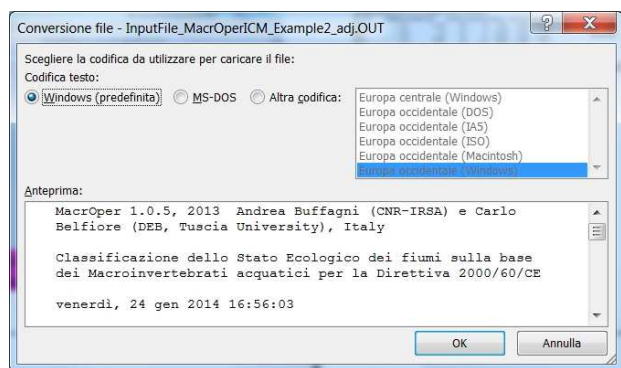 Conversione file - InputFile_MacrOperICM_Example2_adj.OUT
Scegliere la codifica da utilizzare per caricare il file:
Codifica testo:
Windows (predefinita) MS-DOS Altra codifica:
Europa centrale (Windows)
Europa occidentale (DOS)
Europa occidentale (IA5)
Europa occidentale (ISO)
Europa occidentale (Macintosh)
Europa occidentale (Windows)
Anteprima:
MacrOper 1.0.5, 2013 Andrea Buffagni (CNR-IRSA) e Carlo
Belfiore (DEB, Tuscia University), Italy
Classificazione dello Stato Ecologico dei fiumi sulla base
dei Macroinvertebrati acquatici per la Direttiva 2000/60/CE
venerdì, 24 gen 2014 16:56:03
OK Annulla